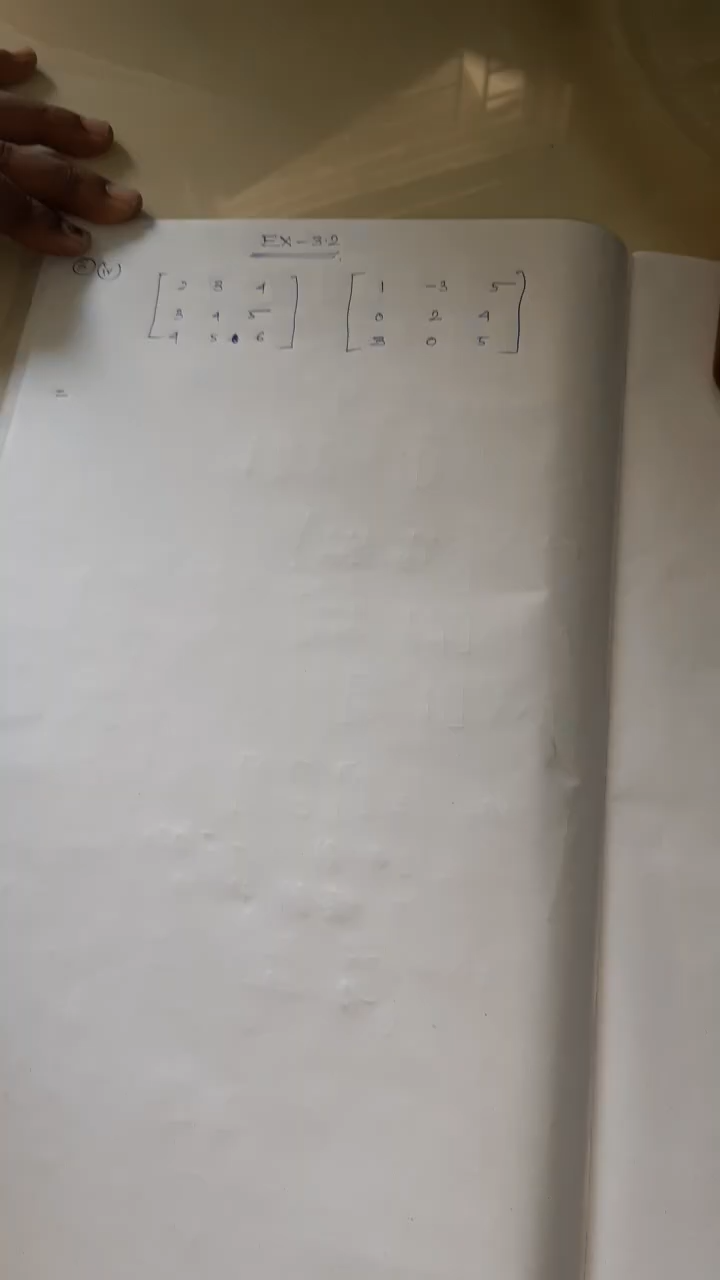 EX - 3.2
(iv) [ 2 3 4 ] [ 1 -3 5 ]
[ 3 4 5 ] [ 0 2 4 ]
[ 4 5 6 ] [ 3 0 5 ]
=